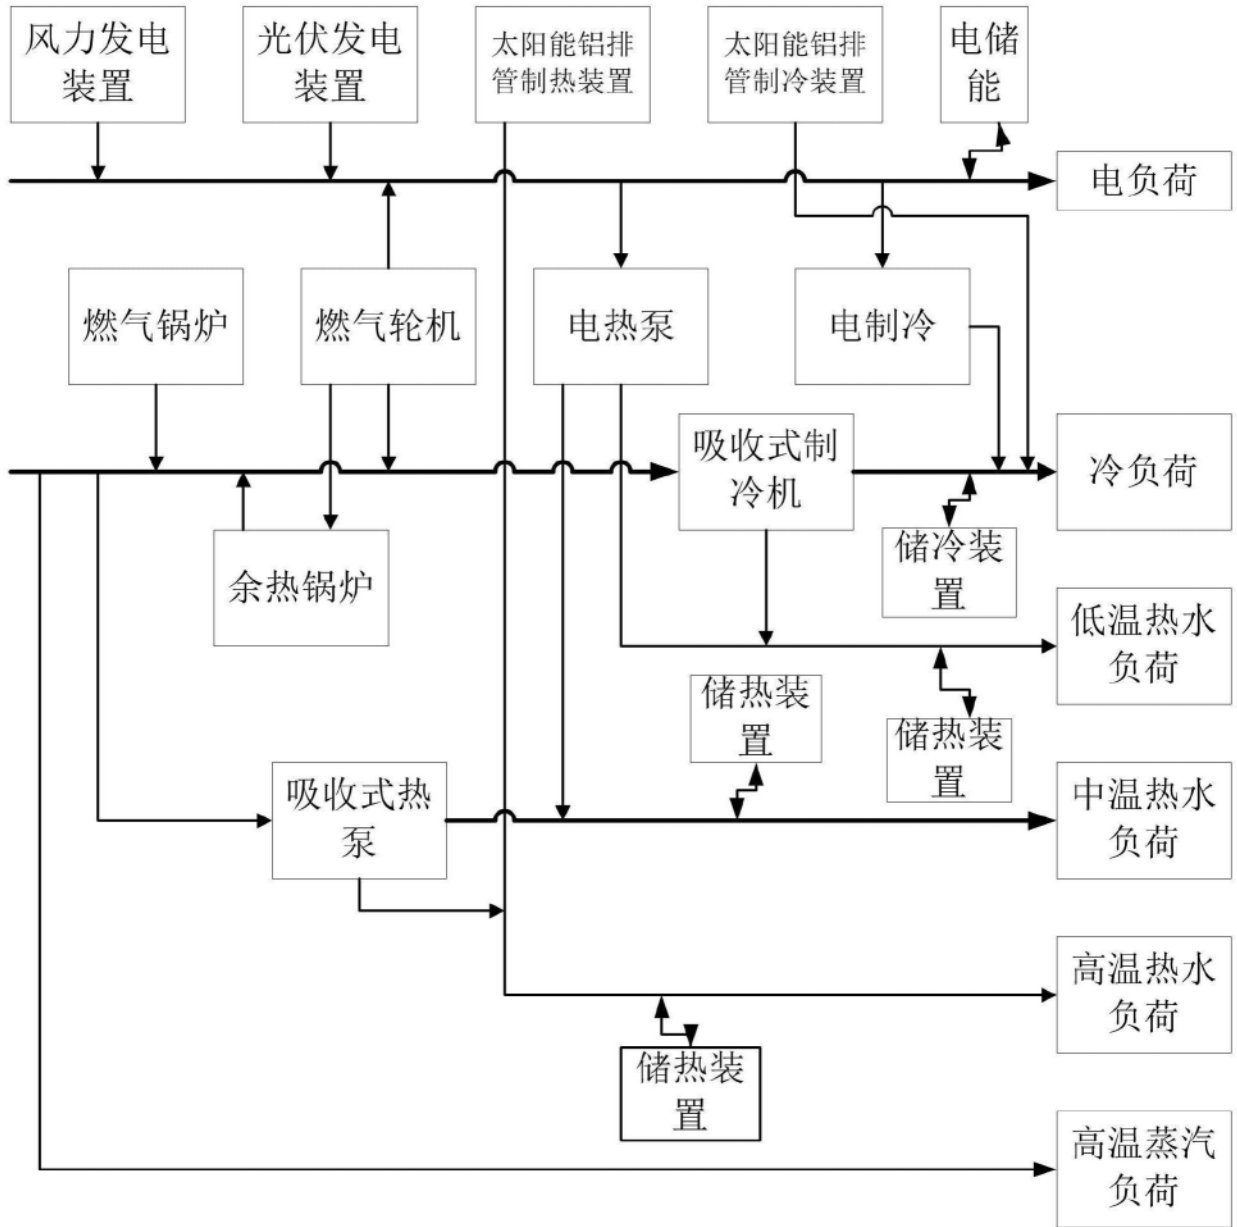 风力发电
装置
光伏发电
装置
太阳能铝排
管制热装置
太阳能铝排
管制冷装置
电储
能
电负荷
燃气锅炉
燃气轮机
电热泵
电制冷
吸收式制
冷机
冷负荷
余热锅炉
储冷装
置
低温热水
负荷
储热装
置
储热装
置
吸收式热
泵
中温热水
负荷
高温热水
负荷
储热装
置
高温蒸汽
负荷